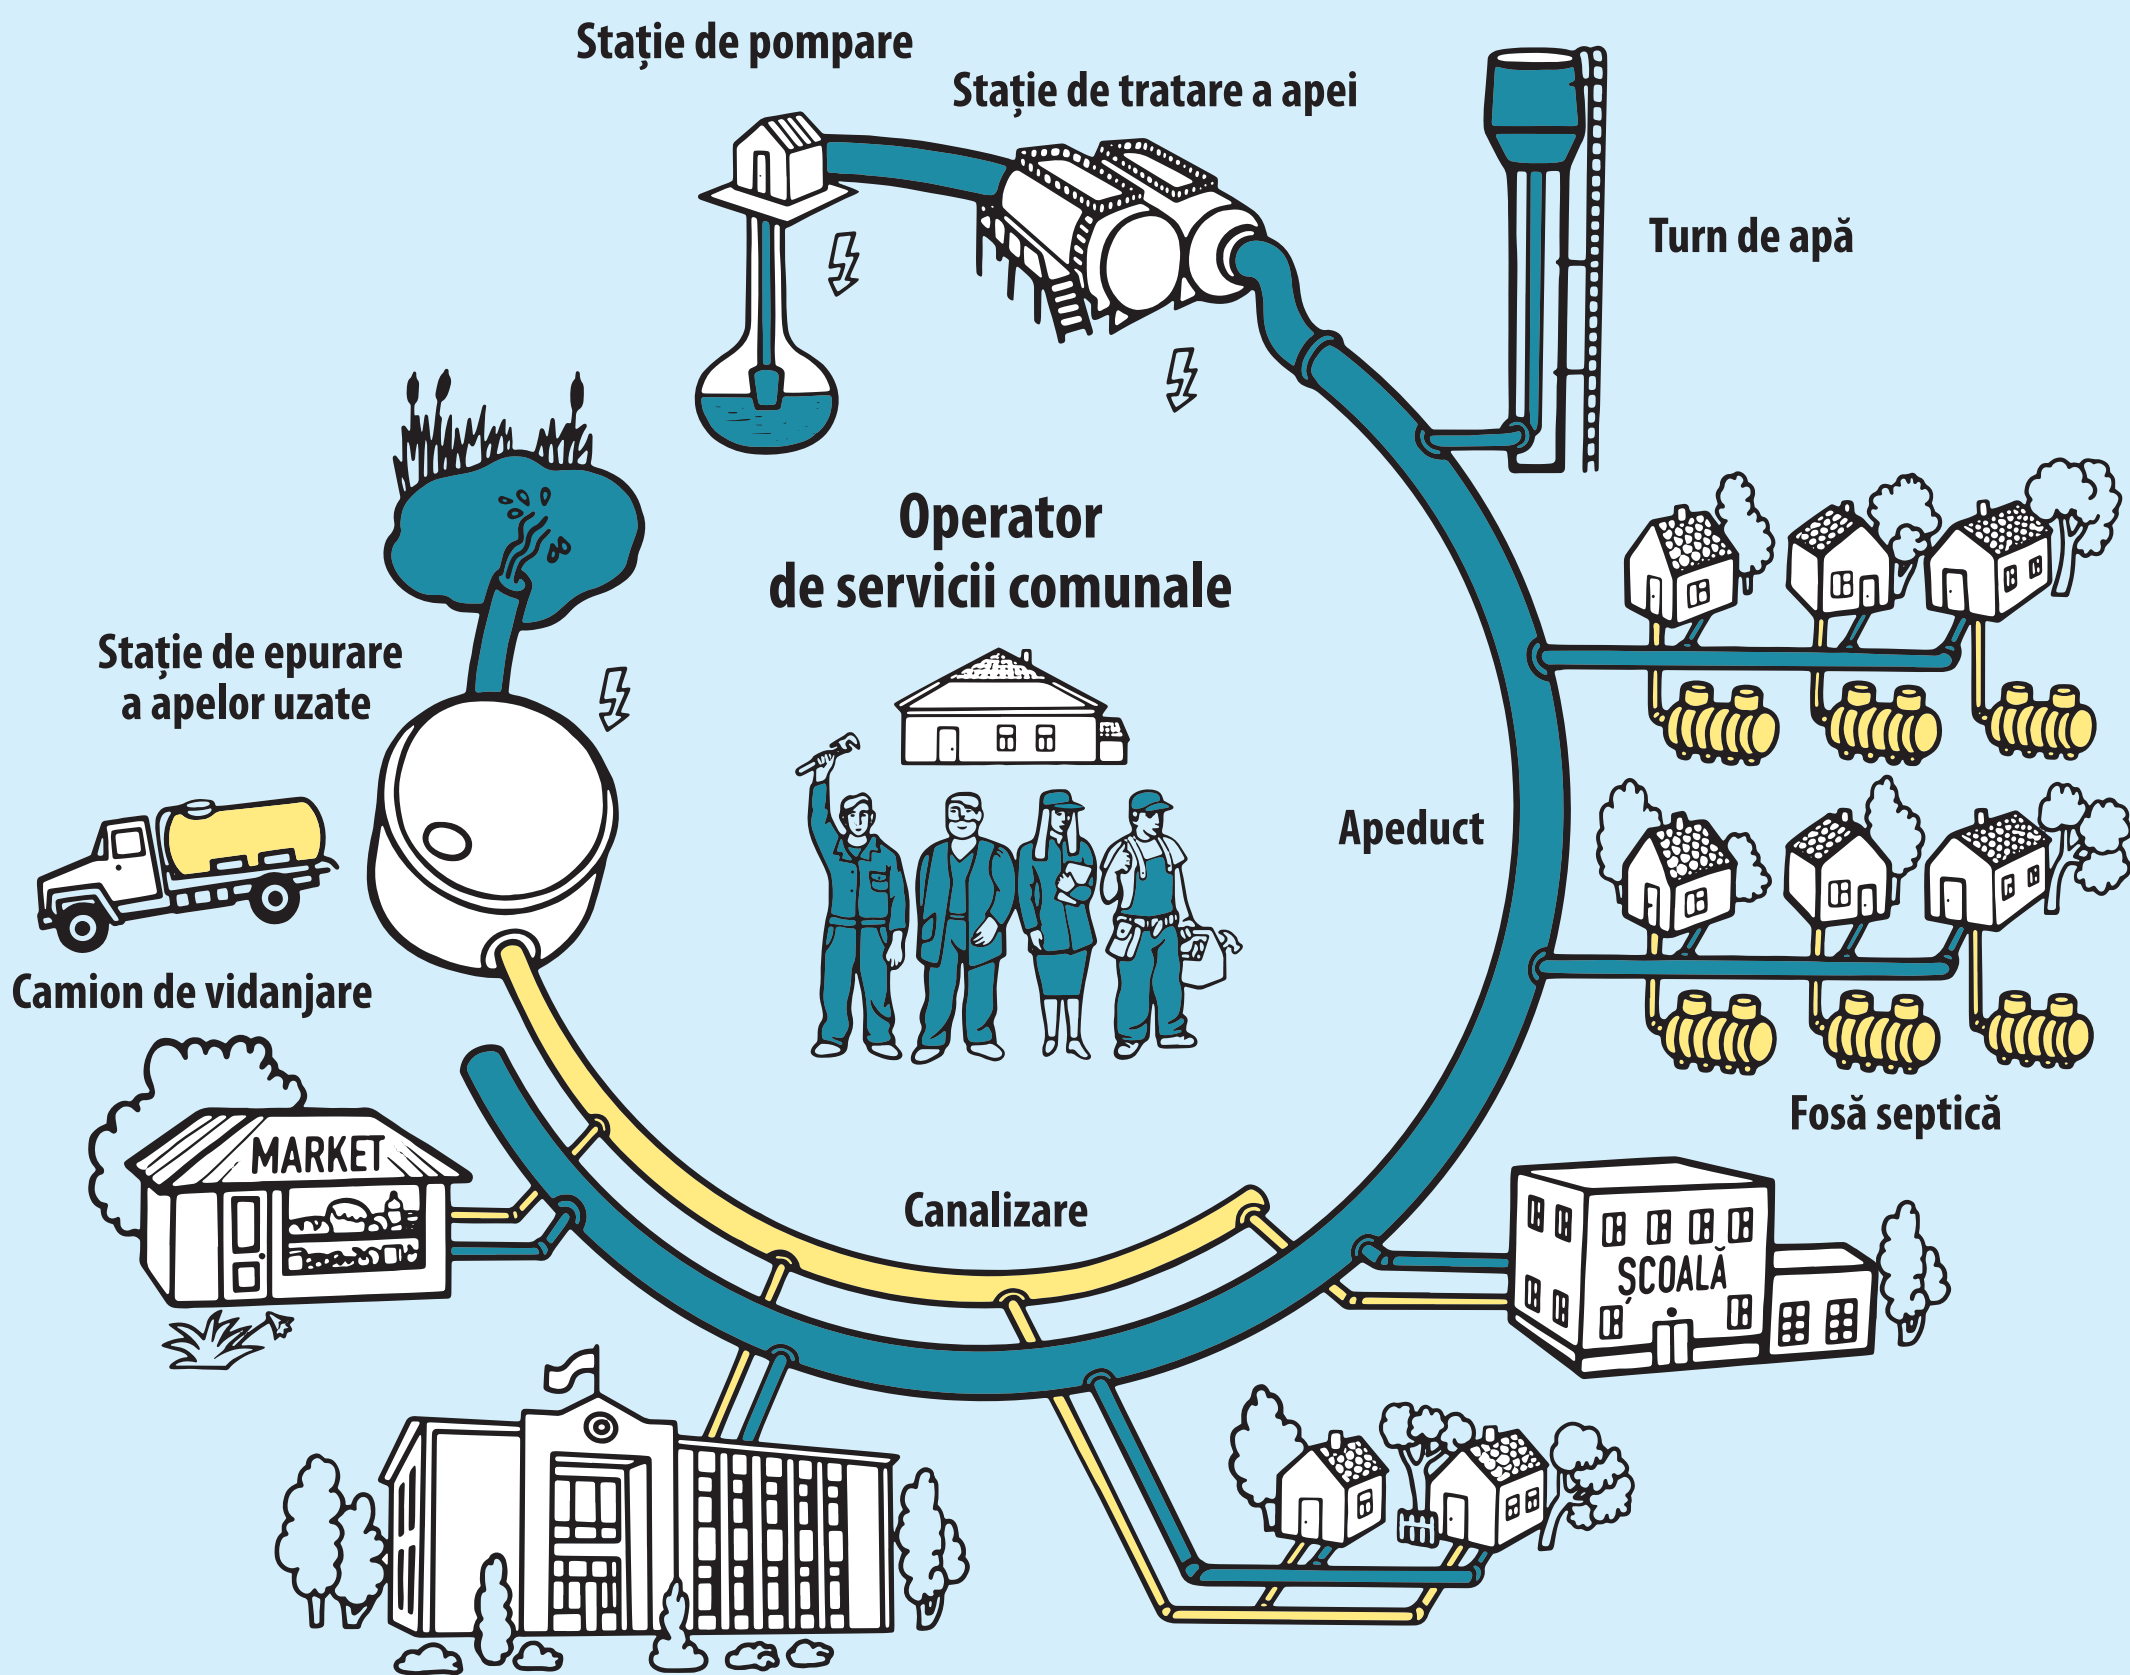 Stație de pompare
Stație de tratare a apei
Turn de apă
Operator
de servicii comunale
Stație de epurare
a apelor uzate
Apeduct
Camion de vidanjare
Fosă septică
MARKET
Canalizare
ȘCOALĂ